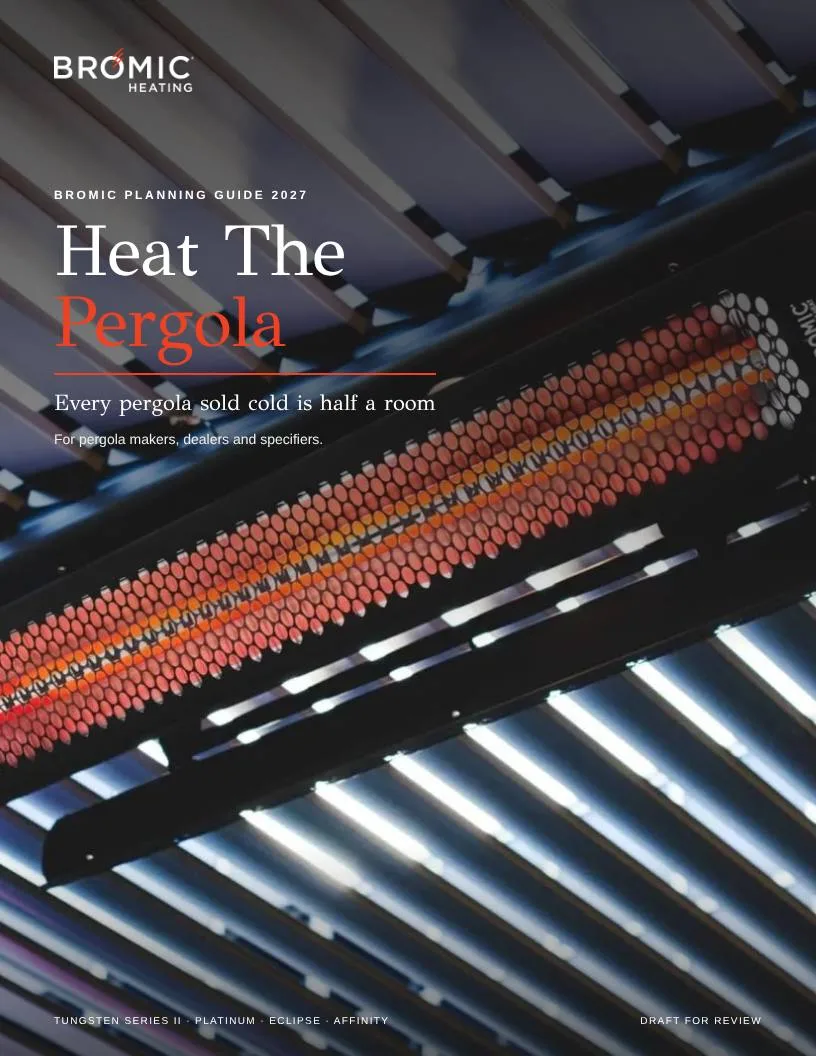 BROMIC
HEATING
BROMIC PLANNING GUIDE 2027
Heat The
Pergola
Every pergola sold cold is half a room
For pergola makers, dealers and specifiers.
TUNGSTEN SERIES II · PLATINUM · ECLIPSE · AFFINITY
DRAFT FOR REVIEW